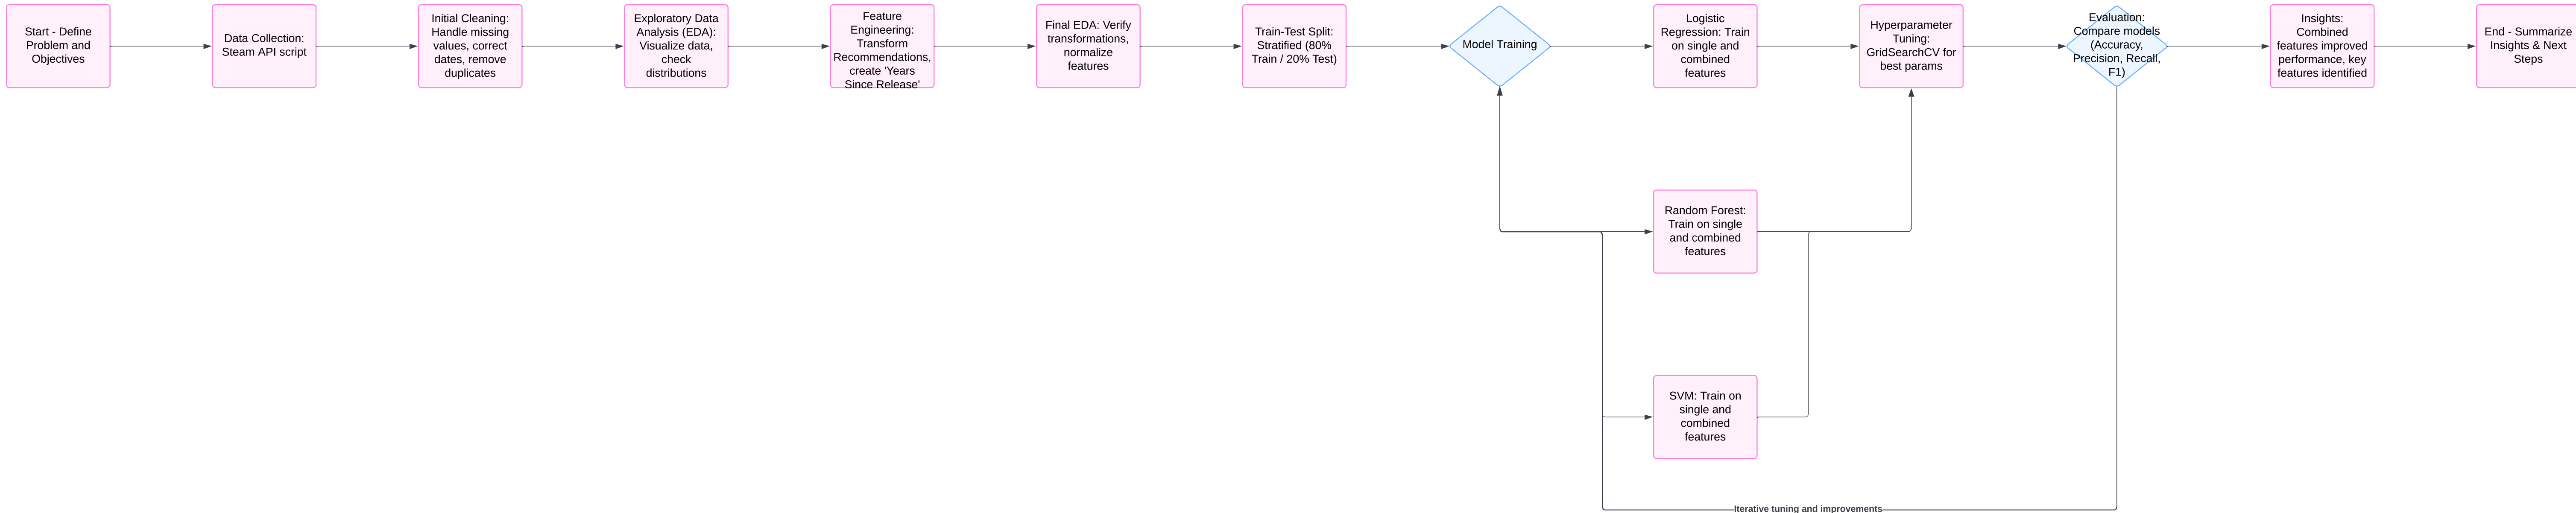 Start - Define
Problem and
Objectives
Data Collection:
Steam API script
Initial Cleaning:
Handle missing
values, correct
dates, remove
duplicates
Exploratory Data
Analysis (EDA):
Visualize data,
check
distributions
Feature
Engineering:
Transform
Recommendations,
create 'Years
Since Release'
Final EDA: Verify
transformations,
normalize
features
Train-Test Split:
Stratified (80%
Train / 20% Test)
Model Training
Logistic
Regression: Train
on single and
combined
features
Hyperparameter
Tuning:
GridSearchCV for
best params
Evaluation:
Compare models
(Accuracy,
Precision, Recall,
F1)
Insights:
Combined
features improved
performance, key
features identified
End - Summarize
Insights & Next
Steps
Random Forest:
Train on single
and combined
features
SVM: Train on
single and
combined
features
Iterative tuning and improvements